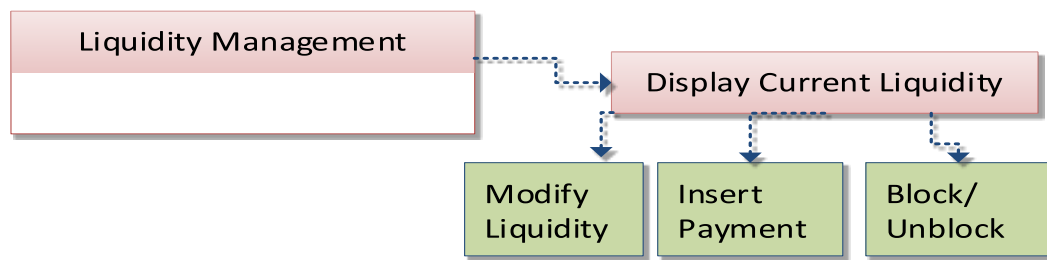 Liquidity Management
Display Current Liquidity
Modify
Liquidity
Insert
Payment
Block/
Unblock